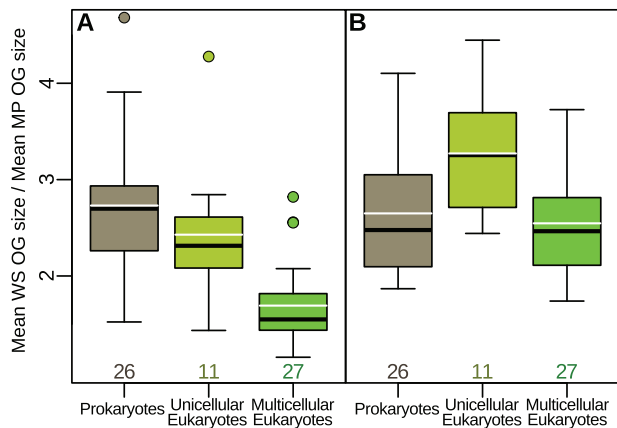 A
B
Mean WS OG size / Mean MP OG size
4
3
2
26
11
27
26
11
27
Prokaryotes
Unicellular
Eukaryotes
Multicellular
Eukaryotes
Prokaryotes
Unicellular
Eukaryotes
Multicellular
Eukaryotes